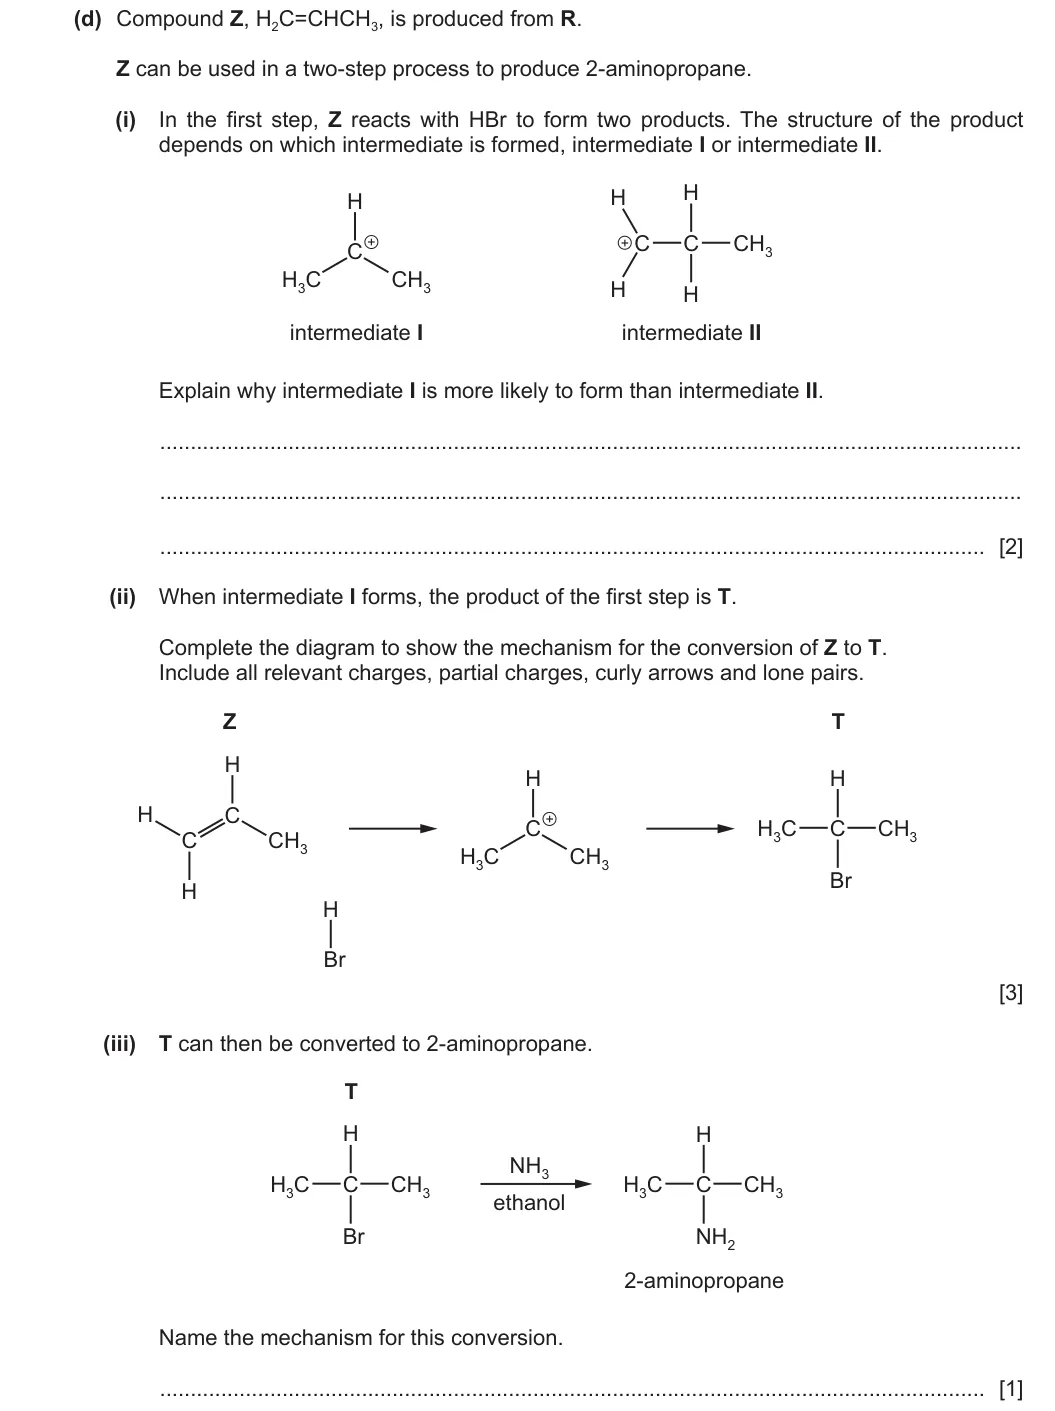 (d) Compound Z, H₂C=CHCH₃, is produced from R.
Z can be used in a two-step process to produce 2-aminopropane.
(i) In the first step, Z reacts with HBr to form two products. The structure of the product
depends on which intermediate is formed, intermediate I or intermediate II.
H H H
C⊕ ⊕C C CH₃
H₃C CH₃ H H
intermediate I intermediate II
Explain why intermediate I is more likely to form than intermediate II.
................................................................
................................................................
................................................................ [2]
(ii) When intermediate I forms, the product of the first step is T.
Complete the diagram to show the mechanism for the conversion of Z to T.
Include all relevant charges, partial charges, curly arrows and lone pairs.
Z T
H H H
H C C⊕ H₃C C CH₃
C CH₃ H₃C CH₃
H Br
H
Br
[3]
(iii) T can then be converted to 2-aminopropane.
T
H H
NH₃
H₃C C CH₃ H₃C C CH₃
ethanol
Br NH₂
2-aminopropane
Name the mechanism for this conversion.
................................................................ [1]